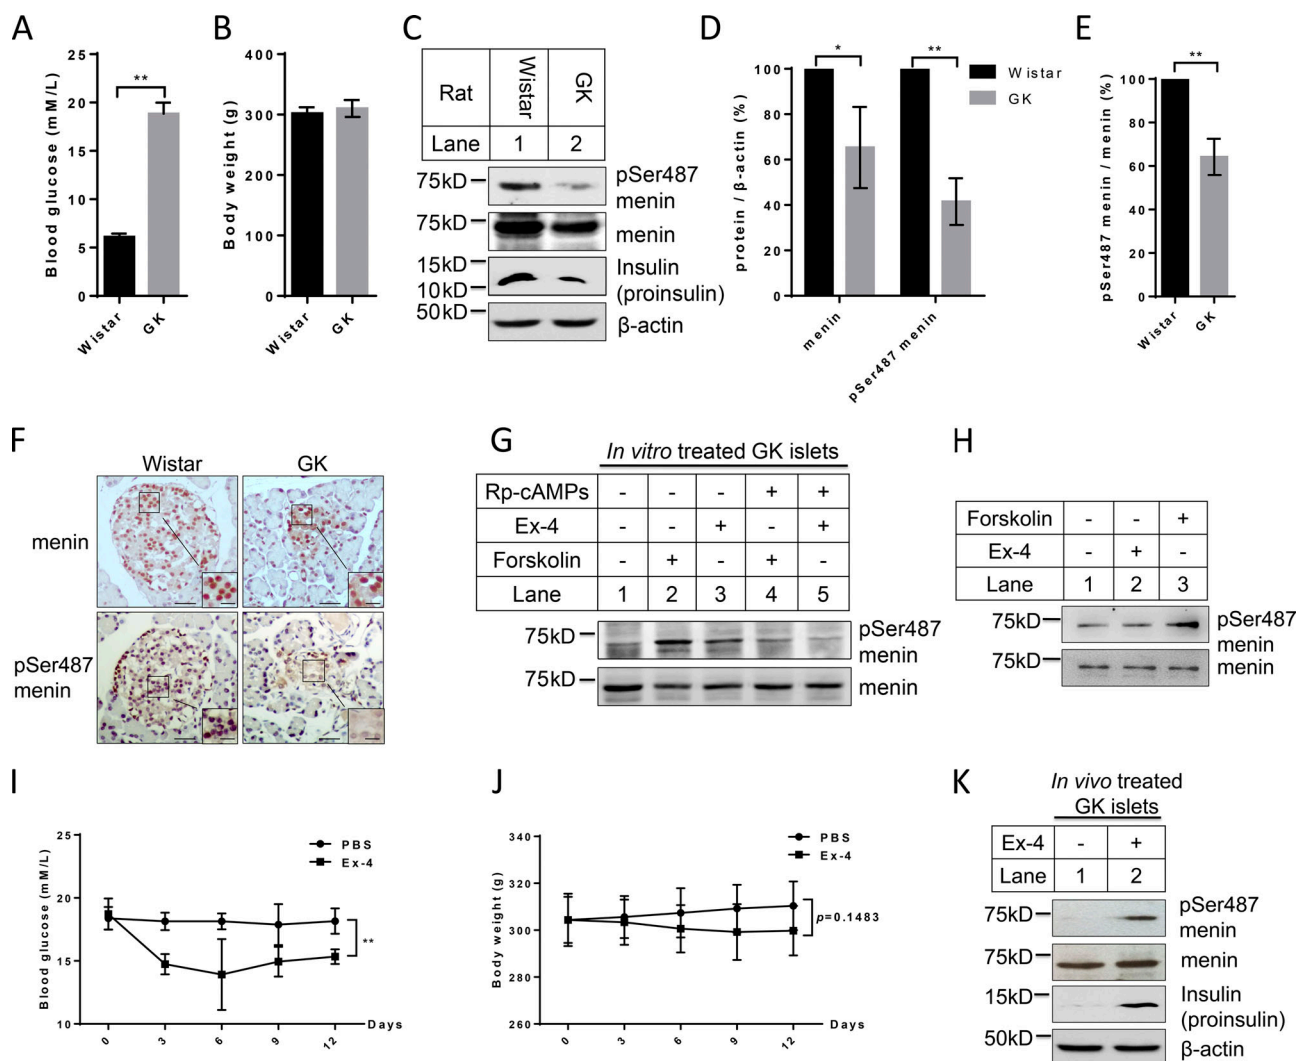 A
Blood glucose (mM/L)
25
20
15
10
5
0
**
Wistar
GK
B
Body weight (g)
400
300
200
100
0
Wistar
GK
C
Rat
Wistar
GK
Lane
1
2
75kD
pSer487
menin
75kD
menin
15kD
10kD
Insulin
(proinsulin)
50kD
β-actin
D
protein / β-actin (%)
100
80
60
40
20
0
*
**
menin
pSer487 menin
Wistar
GK
E
pSer487 menin / menin (%)
100
80
60
40
20
0
**
Wistar
GK
F
Wistar
GK
menin
pSer487
menin
G
In vitro treated GK islets
Rp-cAMPs - - - + +
Ex-4 - - + - +
Forskolin - + - + -
Lane 1 2 3 4 5
75kD
pSer487
menin
75kD
menin
H
Forskolin - - +
Ex-4 - + -
Lane 1 2 3
75kD
pSer487
menin
75kD
menin
I
Blood glucose (mM/L)
25
20
15
10
PBS
Ex-4
**
0 3 6 9 12
Days
J
Body weight (g)
340
320
300
280
260
PBS
Ex-4
p=0.1483
0 3 6 9 12
Days
K
In vivo treated
GK islets
Ex-4 - +
Lane 1 2
75kD
pSer487
menin
75kD
menin
15kD
Insulin
(proinsulin)
50kD
β-actin